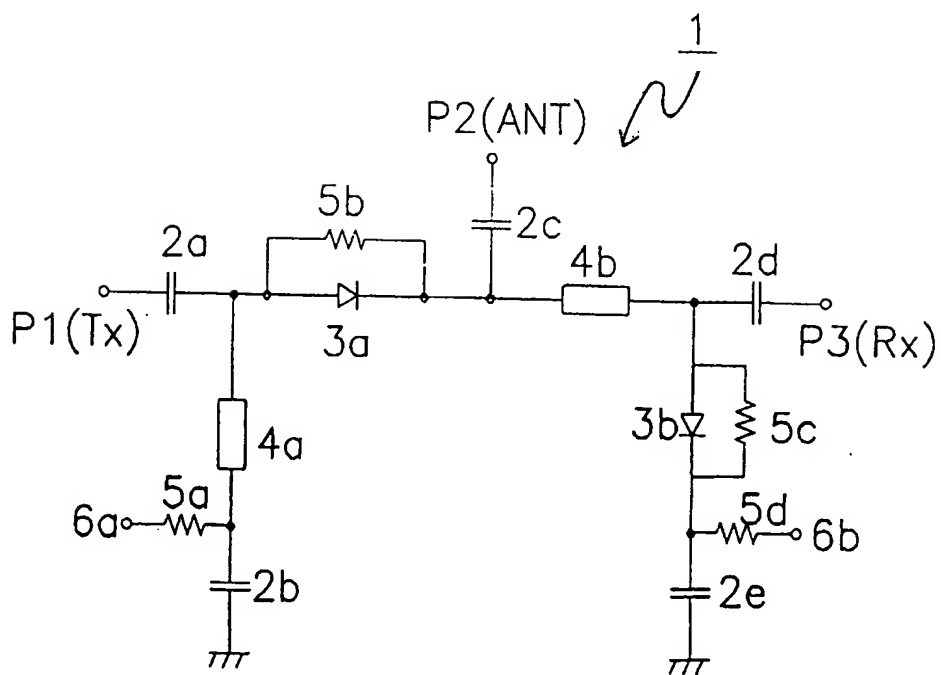 1
P2(ANT)
5b
2c
2a
4b
2d
P1(Tx)
3a
P3(Rx)
3b
5c
4a
5a
5d
6a
6b
2b
2e